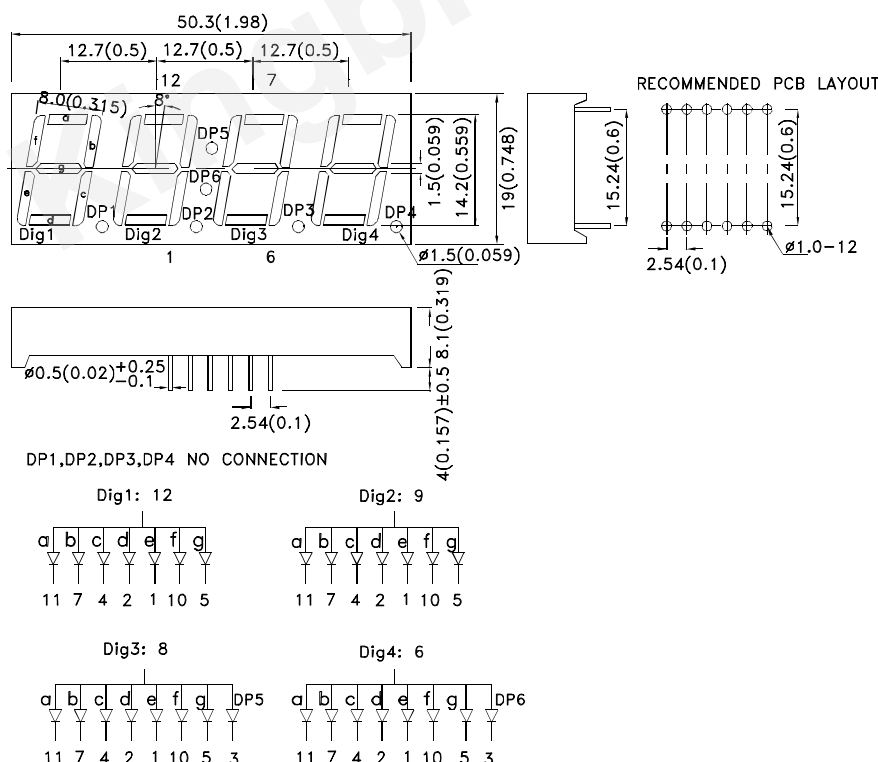 50.3(1.98)
12.7(0.5) 12.7(0.5) 12.7(0.5)
12 7
8.0(0.315) 8°
RECOMMENDED PCB LAYOUT
a
f b
g
e c
d
DP5
DP6
DP1 DP2 DP3 DP4
Dig1 Dig2 Dig3 Dig4
1 6
1.5(0.059)
14.2(0.559)
19(0.748)
ø1.5(0.059)
15.24(0.6)
15.24(0.6)
2.54(0.1)
ø1.0-12
ø0.5(0.02)+0.25
-0.1
2.54(0.1)
8.1(0.319)
4(0.157)±0.5
DP1,DP2,DP3,DP4 NO CONNECTION
Dig1: 12
a b c d e f g
11 7 4 2 1 10 5
Dig2: 9
a b c d e f g
11 7 4 2 1 10 5
Dig3: 8
a b c d e f g DP5
11 7 4 2 1 10 5 3
Dig4: 6
a b c d e f g DP6
11 7 4 2 1 10 5 3